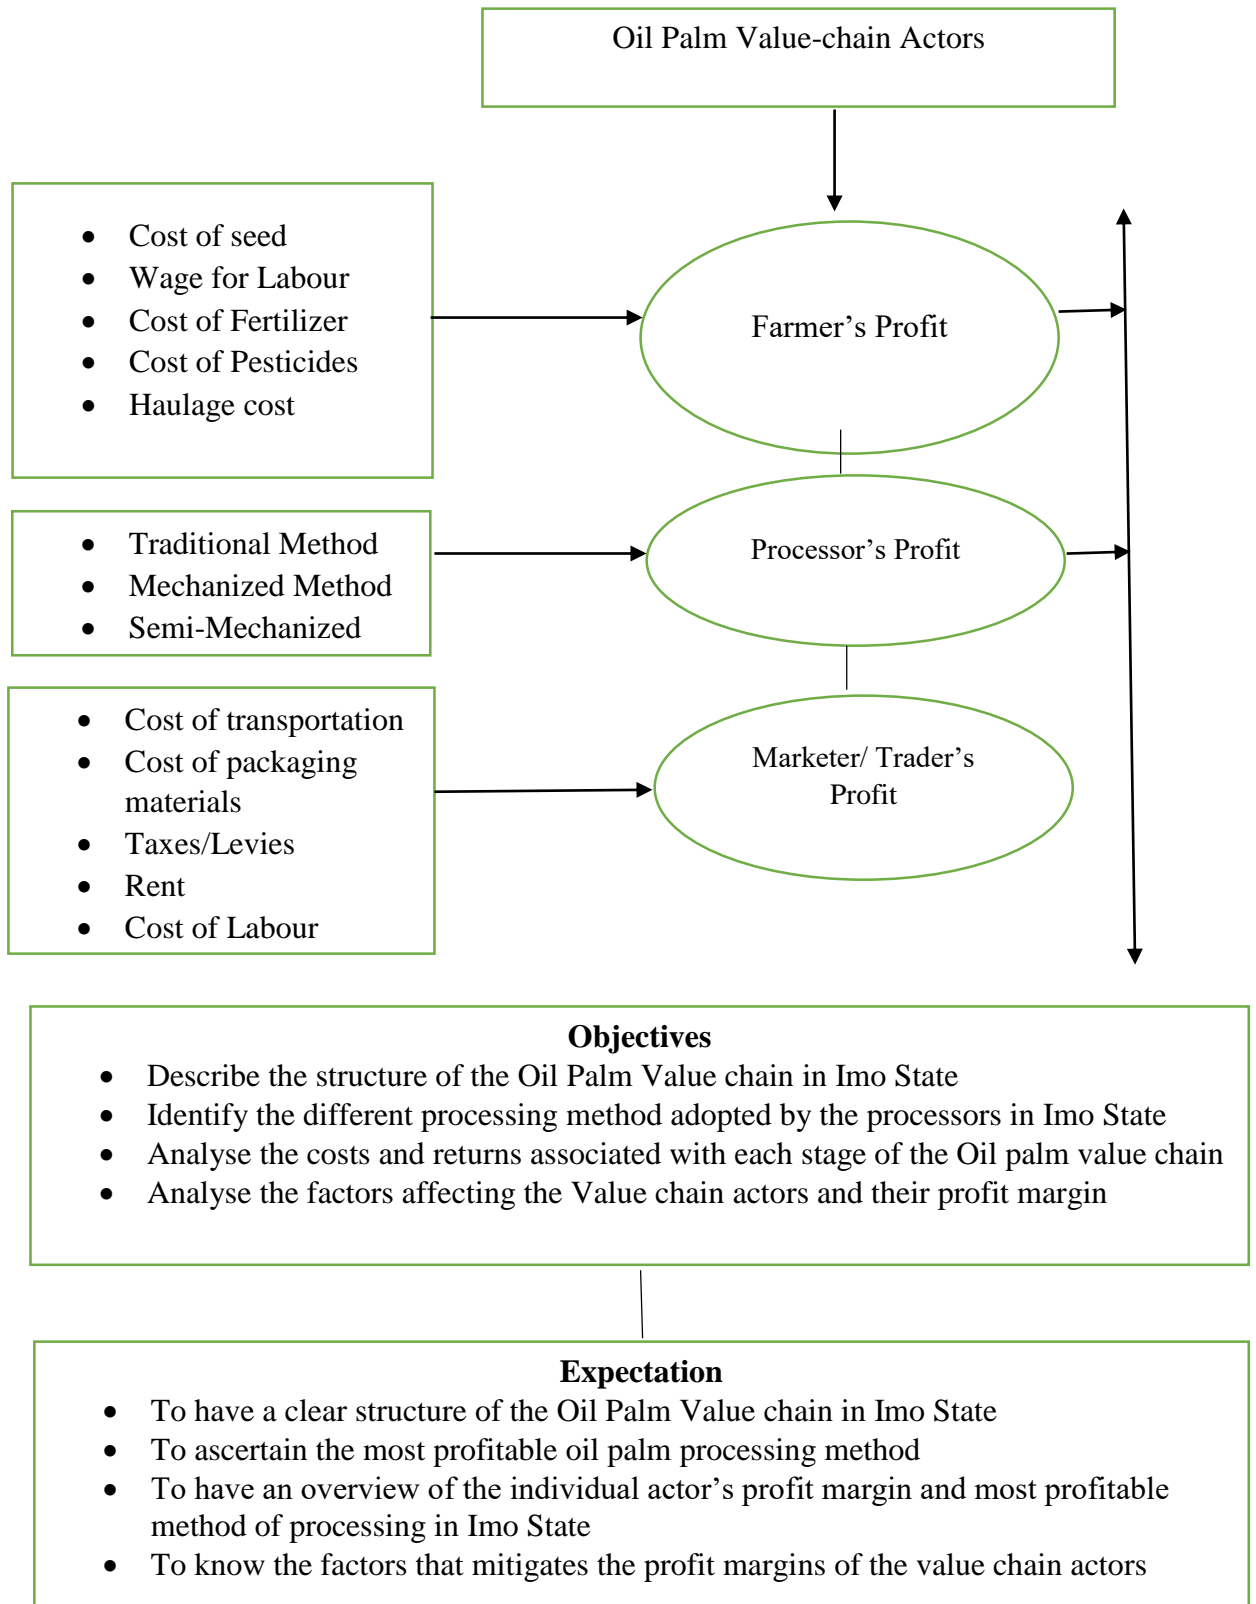 Oil Palm Value-chain Actors
• Cost of seed
• Wage for Labour
• Cost of Fertilizer
• Cost of Pesticides
• Haulage cost
Farmer’s Profit
• Traditional Method
• Mechanized Method
• Semi-Mechanized
Processor’s Profit
• Cost of transportation
• Cost of packaging
materials
• Taxes/Levies
• Rent
• Cost of Labour
Marketer/ Trader’s
Profit
Objectives
• Describe the structure of the Oil Palm Value chain in Imo State
• Identify the different processing method adopted by the processors in Imo State
• Analyse the costs and returns associated with each stage of the Oil palm value chain
• Analyse the factors affecting the Value chain actors and their profit margin
Expectation
• To have a clear structure of the Oil Palm Value chain in Imo State
• To ascertain the most profitable oil palm processing method
• To have an overview of the individual actor’s profit margin and most profitable
method of processing in Imo State
• To know the factors that mitigates the profit margins of the value chain actors